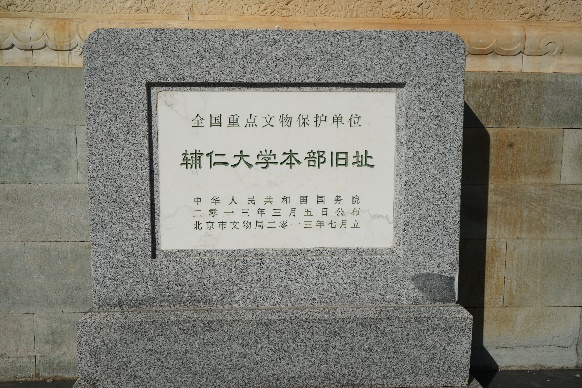 全国重点文物保护单位
辅仁大学本部旧址
中华人民共和国国务院
二零一三年三月五日公布
北京市文物局二零一三年七月立